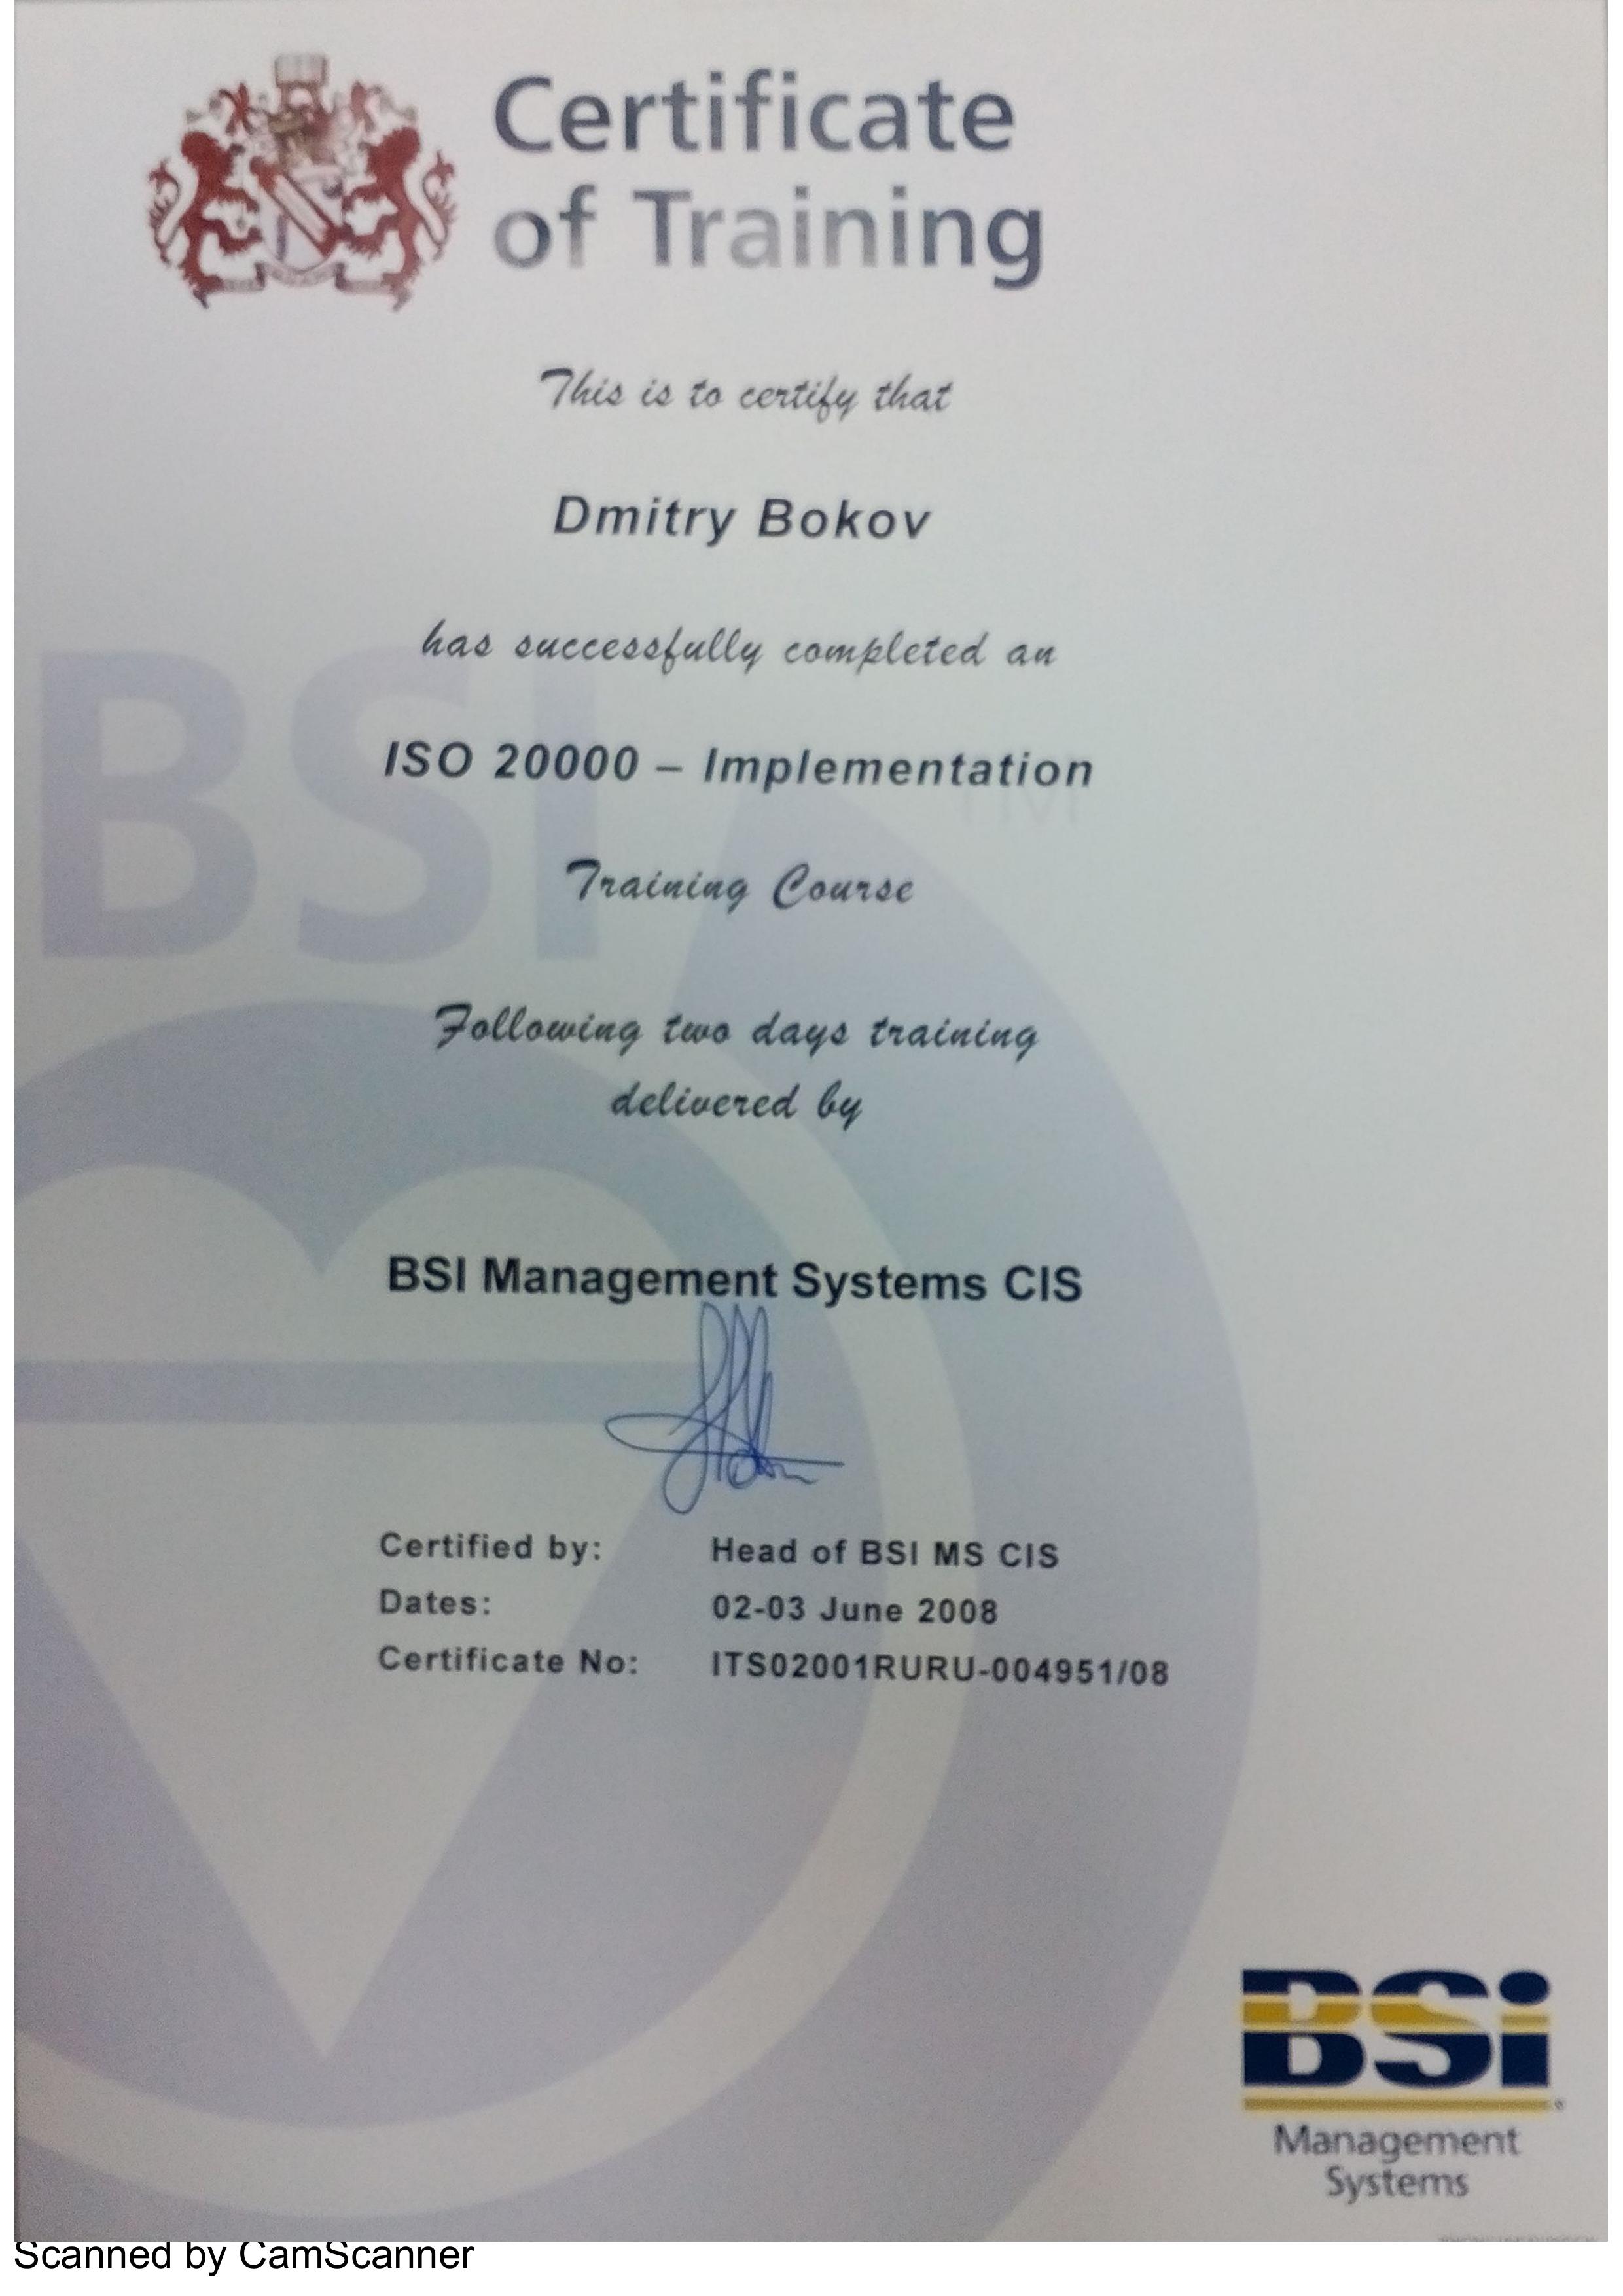 Certificate
of Training
This is to certify that
Dmitry Bokov
has successfully completed an
ISO 20000 – Implementation
Training Course
Following two days training
delivered by
BSI Management Systems CIS
Certified by: Head of BSI MS CIS
Dates: 02-03 June 2008
Certificate No: ITS02001RURU-004951/08
BSI
TM
BSi
Management
Systems
Scanned by CamScanner